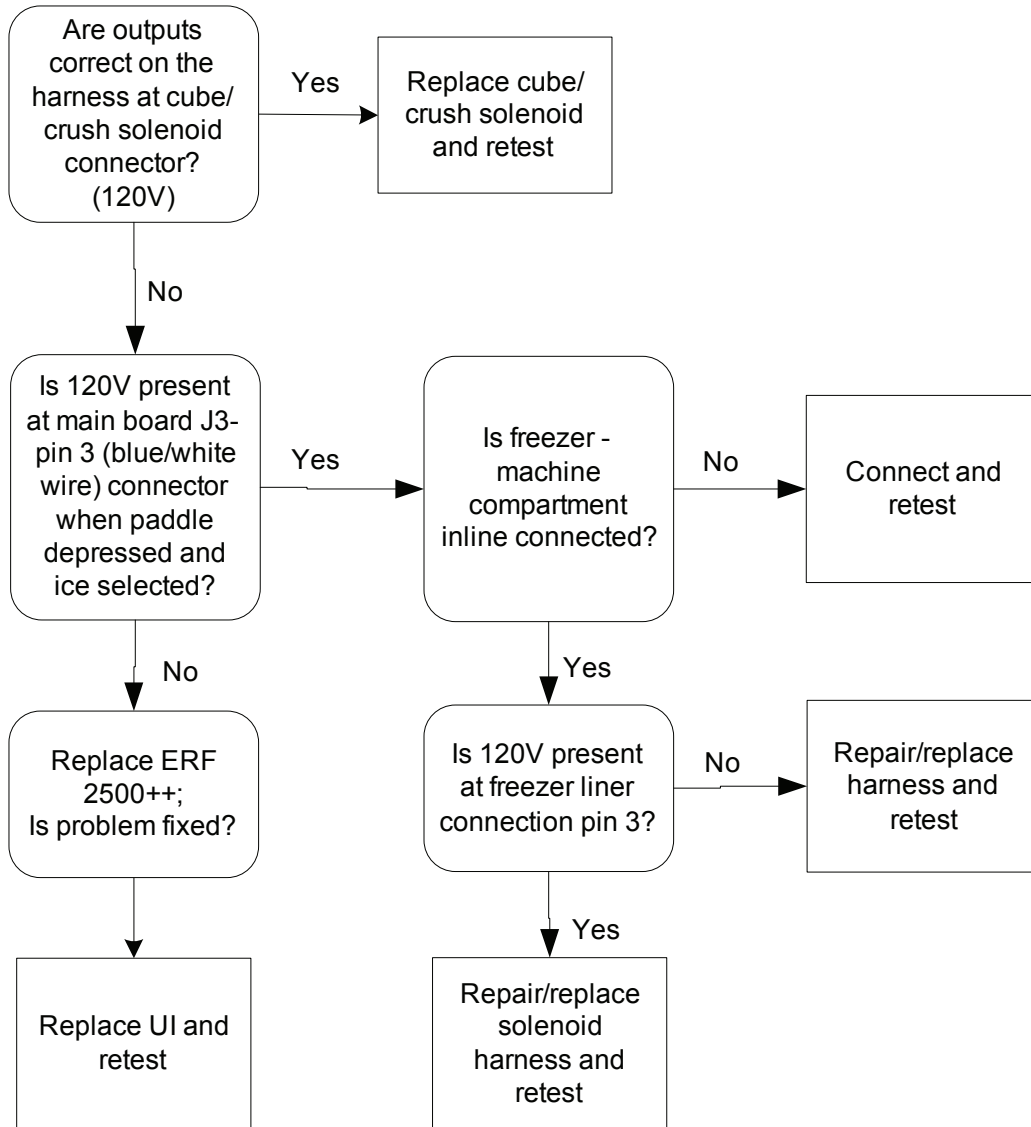 Are outputs
correct on the
harness at cube/
crush solenoid
connector?
(120V)
Yes
Replace cube/
crush solenoid
and retest
No
Is 120V present
at main board J3-
pin 3 (blue/white
wire) connector
when paddle
depressed and
ice selected?
Yes
Is freezer -
machine
compartment
inline connected?
No
Connect and
retest
No
Yes
Replace ERF
2500++;
Is problem fixed?
Is 120V present
at freezer liner
connection pin 3?
No
Repair/replace
harness and
retest
Yes
Replace UI and
retest
Repair/replace
solenoid
harness and
retest